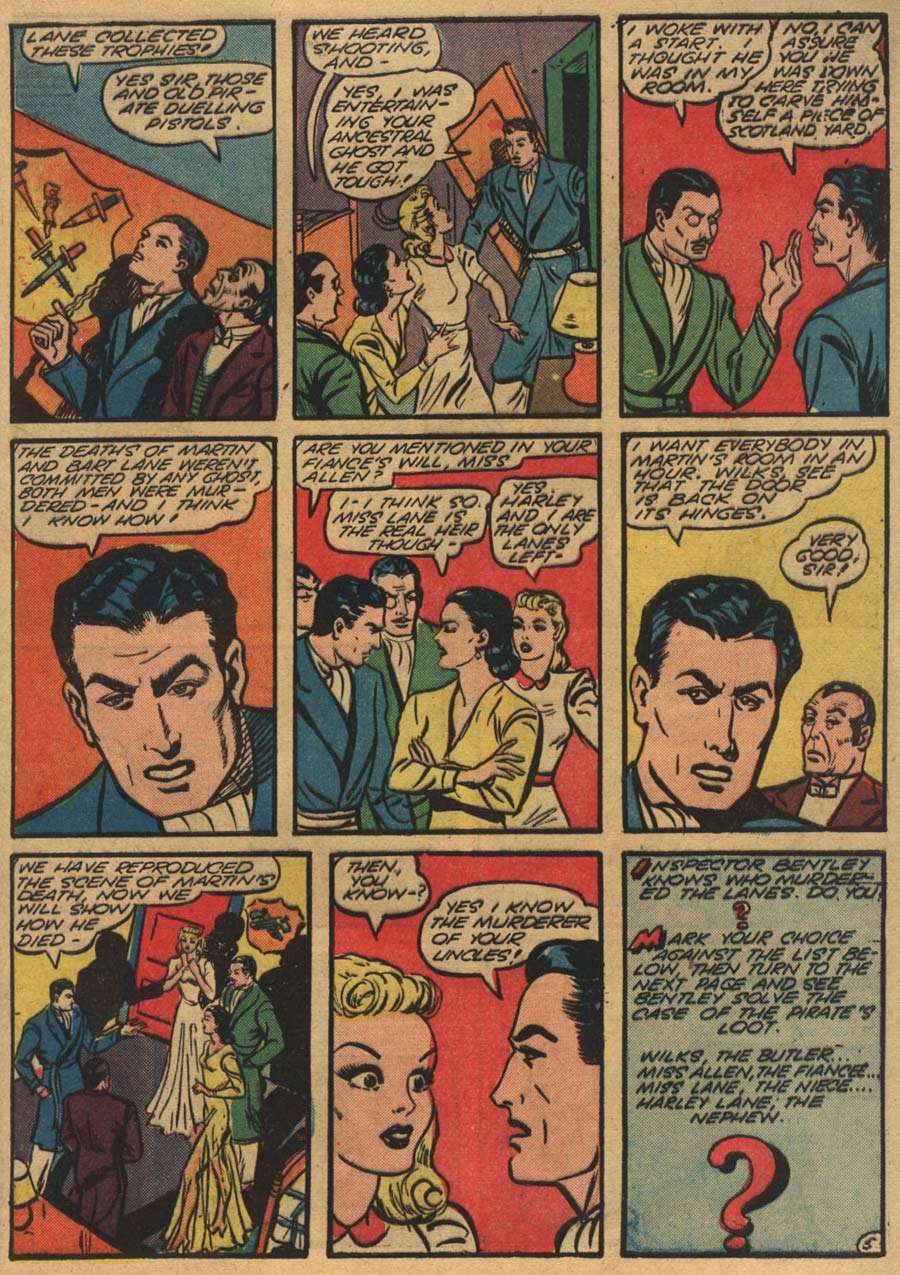 LANE COLLECTED
THESE TROPHIES!
YES SIR, THOSE
AND OLD PIR-
ATE DUELLING
PISTOLS.
WE HEARD
SHOOTING,
AND -
YES, I WAS
ENTERTAIN-
ING YOUR
ANCESTRAL
GHOST AND
HE GOT
TOUGH!
I WOKE WITH
A START. I
THOUGHT HE
WAS IN MY
ROOM.
NO, I CAN
ASSURE
YOU HE
WAS DOWN
HERE TRYING
TO CARVE HIM-
SELF A PIECE OF
SCOTLAND YARD.
THE DEATHS OF MARTIN
AND BART LANE WEREN'T
COMMITTED BY ANY GHOST,
BOTH MEN WERE MUR-
DERED - AND I THINK
I KNOW HOW!
ARE YOU MENTIONED IN YOUR
FIANCE'S WILL, MISS
ALLEN?
I- I THINK SO.
MISS LANE IS
THE REAL HEIR
THOUGH -
YES,
HARLEY
AND I ARE
THE ONLY
LANES
LEFT-
I WANT EVERYBODY IN
MARTIN'S ROOM IN AN
HOUR. WILKS, SEE
THAT THE DOOR
IS BACK ON
ITS HINGES.
VERY
GOOD,
SIR!
WE HAVE REPRODUCED
THE SCENE OF MARTIN'S
DEATH, NOW WE
WILL SHOW
HOW HE
DIED -
THEN,
YOU
KNOW-?
YES I KNOW
THE MURDERER
OF YOUR
UNCLES!
INSPECTOR BENTLEY
KNOWS WHO MURDER-
ED THE LANES. DO YOU
?
MARK YOUR CHOICE
AGAINST THE LIST BE-
LOW, THEN TURN TO THE
NEXT PAGE AND SEE
BENTLEY SOLVE THE
CASE OF THE PIRATE'S
LOOT.
WILKS, THE BUTLER...
MISS ALLEN, THE FIANCE...
MISS LANE, THE NIECE...
HARLEY LANE, THE
NEPHEW.
?
5